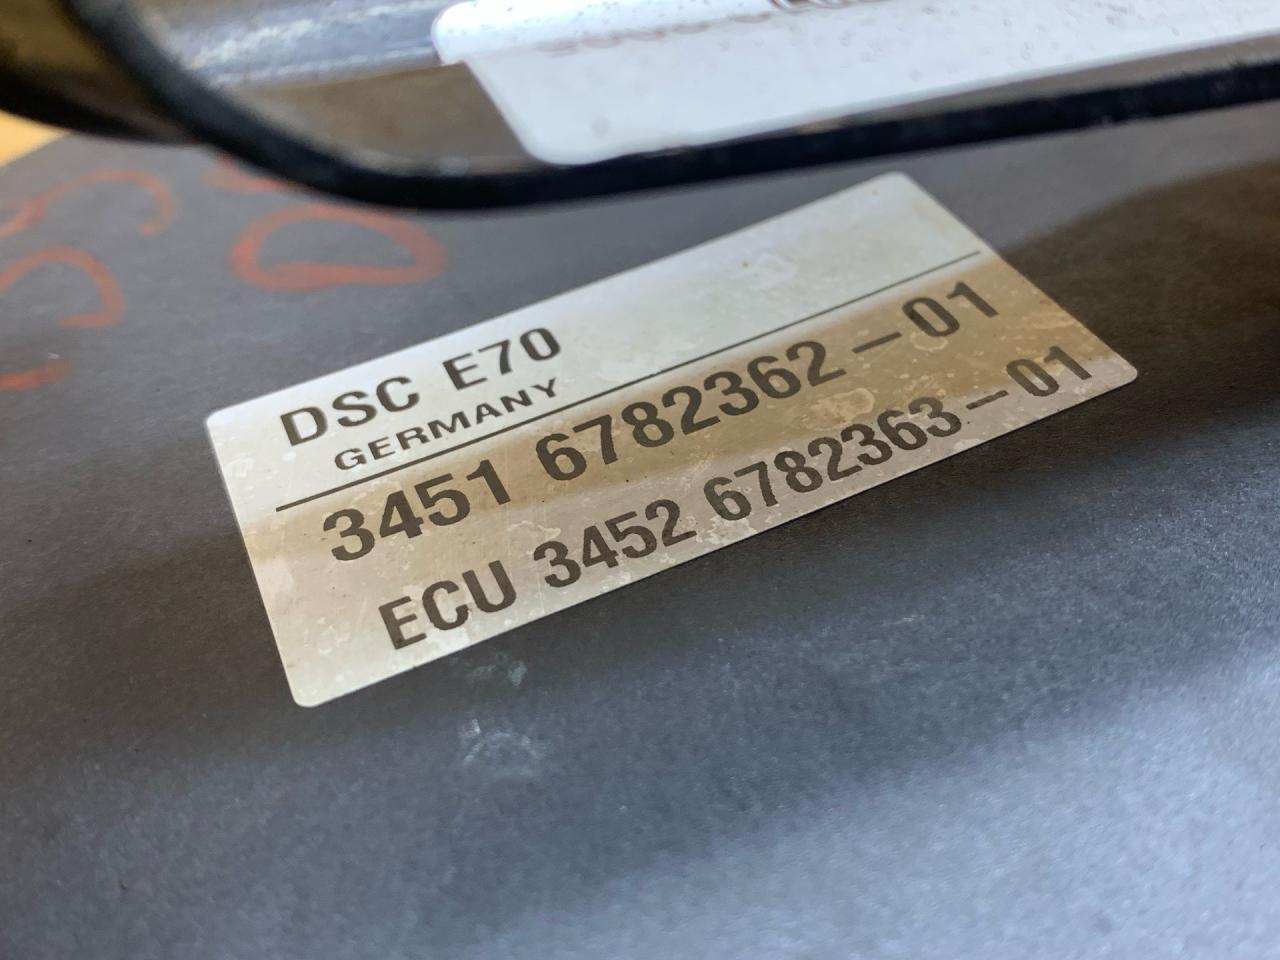 DSC E70
GERMANY
3451 6782362-01
ECU 3452 6782363-01